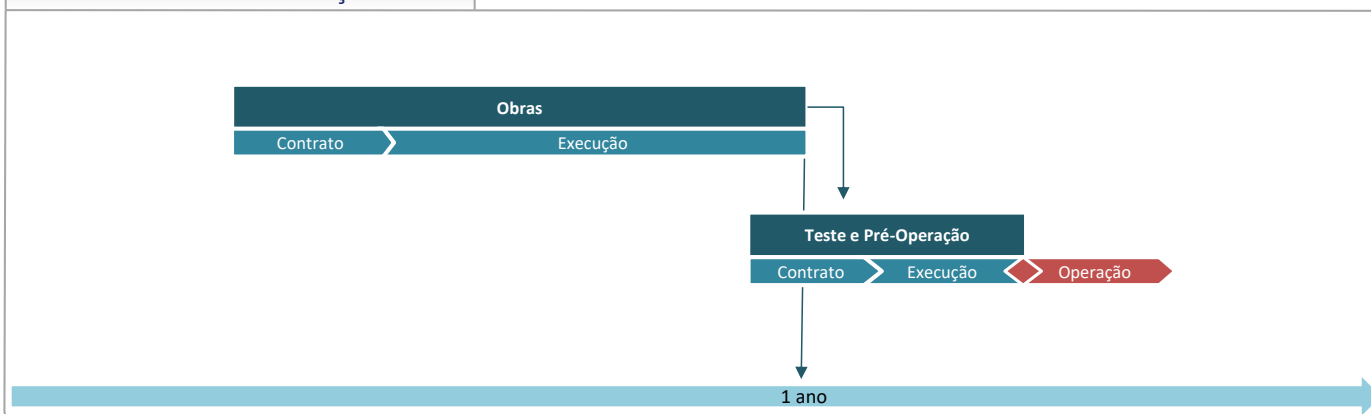 Obras
Contrato
Execução
Teste e Pré-Operação
Contrato
Execução
Operação
1 ano